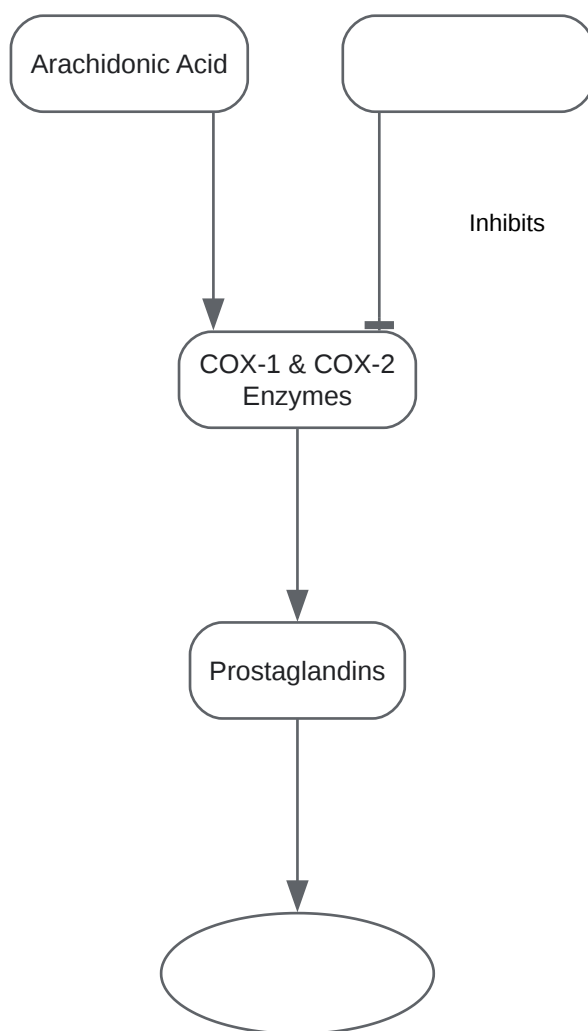 Arachidonic Acid
Inhibits
COX-1 & COX-2
Enzymes
Prostaglandins